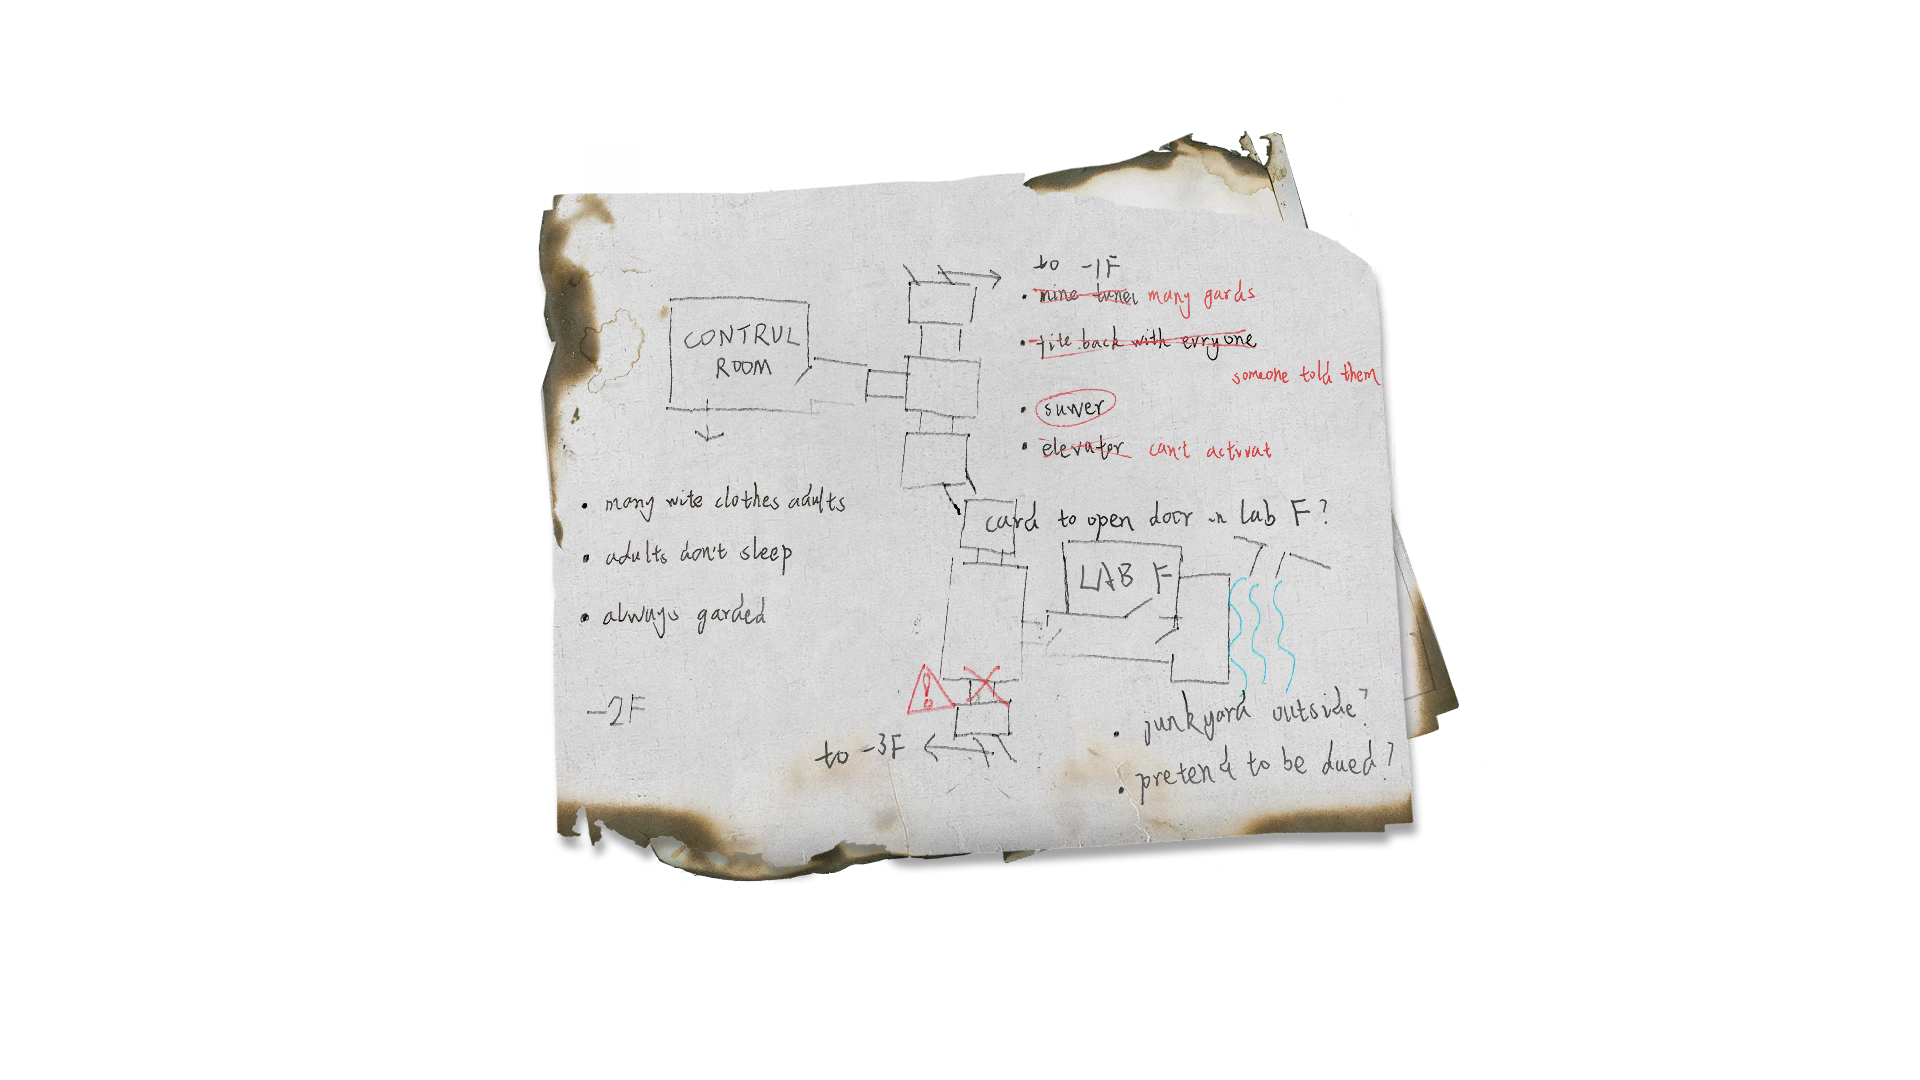 to -1F
• mine tunel many gards
• fite back with evryone
someone told them
• suwer
• elevator can't activat
CONTRUL
ROOM
• many wite clothes adults
• adults don't sleep
• always garded
card to open door in lab F?
LAB F
!
-2F
to -3F
• junkyard outside?
• pretend to be dued?